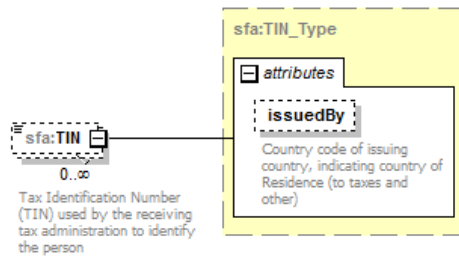 sfa:TIN_Type
attributes
issuedBy
Country code of issuing
country, indicating country of
Residence (to taxes and
other)
sfa:TIN
0..∞
Tax Identification Number
(TIN) used by the receiving
tax administration to identify
the person